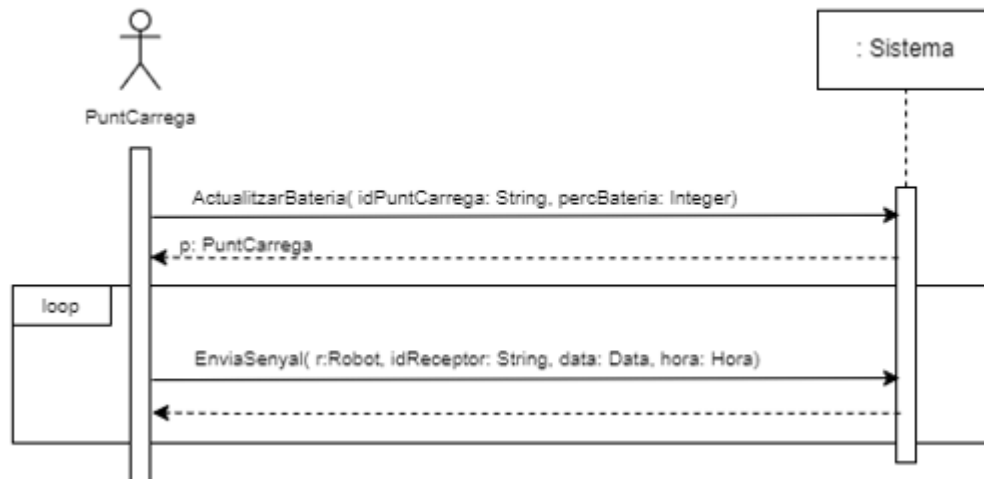 : Sistema
PuntCarrega
ActualitzarBateria( idPuntCarrega: String, percBateria: Integer)
p: PuntCarrega
loop
EnviaSenyal( r:Robot, idReceptor: String, data: Data, hora: Hora)